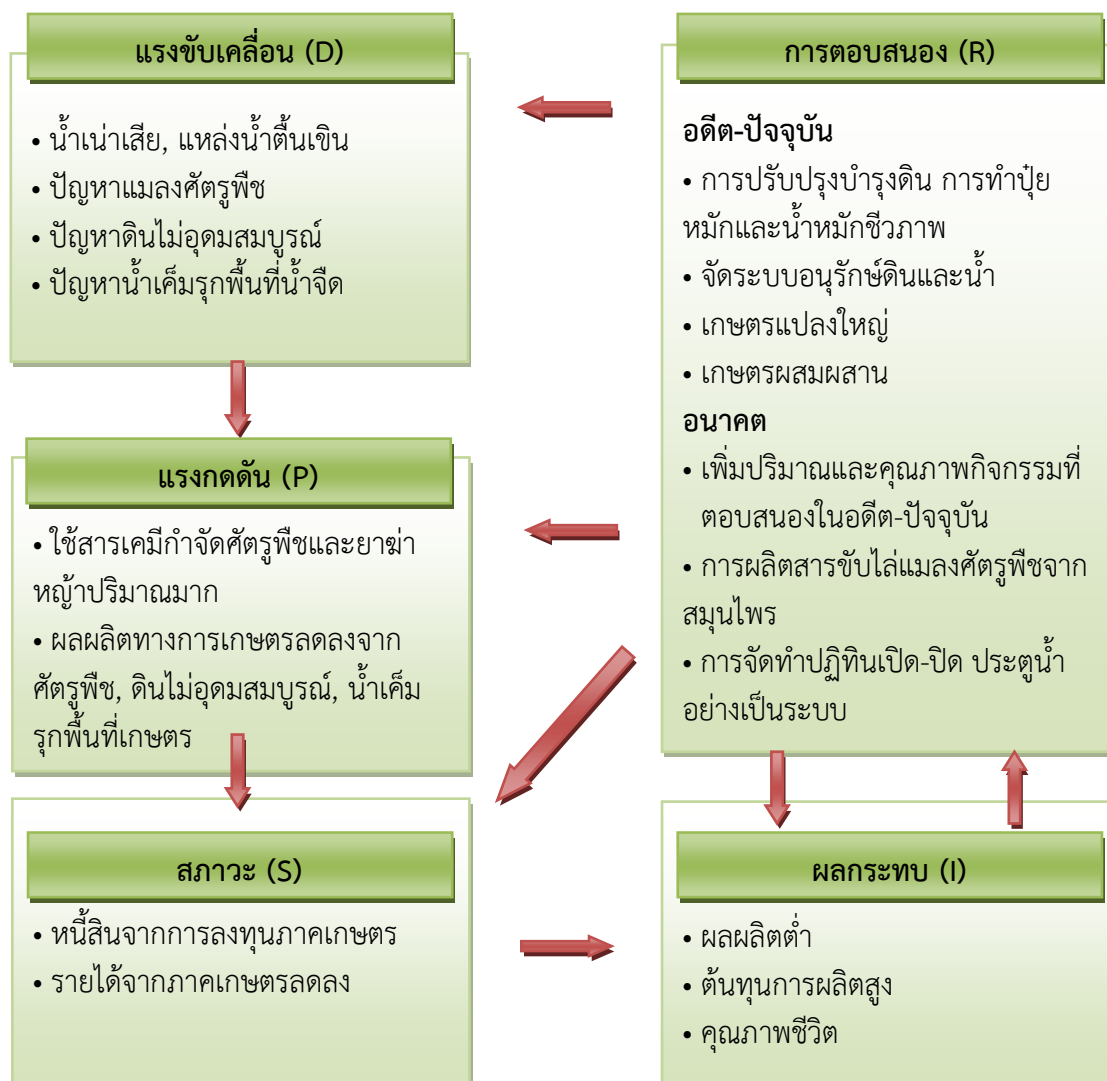 แรงขับเคลื่อน (D)
• น้ำเน่าเสีย, แหล่งน้ำตื้นเขิน
• ปัญหาแมลงศัตรูพืช
• ปัญหาดินไม่อุดมสมบูรณ์
• ปัญหาน้ำเค็มรุกพื้นที่น้ำจืด
แรงกดดัน (P)
• ใช้สารเคมีกำจัดศัตรูพืชและยาฆ่า
หญ้าปริมาณมาก
• ผลผลิตทางการเกษตรลดลงจาก
ศัตรูพืช, ดินไม่อุดมสมบูรณ์, น้ำเค็ม
รุกพื้นที่เกษตร
สภาวะ (S)
• หนี้สินจากการลงทุนภาคเกษตร
• รายได้จากภาคเกษตรลดลง
การตอบสนอง (R)
อดีต-ปัจจุบัน
• การปรับปรุงบำรุงดิน การทำปุ๋ย
หมักและน้ำหมักชีวภาพ
• จัดระบบอนุรักษ์ดินและน้ำ
• เกษตรแปลงใหญ่
• เกษตรผสมผสาน
อนาคต
• เพิ่มปริมาณและคุณภาพกิจกรรมที่
ตอบสนองในอดีต-ปัจจุบัน
• การผลิตสารขับไล่แมลงศัตรูพืชจาก
สมุนไพร
• การจัดทำปฏิทินเปิด-ปิด ประตูน้ำ
อย่างเป็นระบบ
ผลกระทบ (I)
• ผลผลิตต่ำ
• ต้นทุนการผลิตสูง
• คุณภาพชีวิต